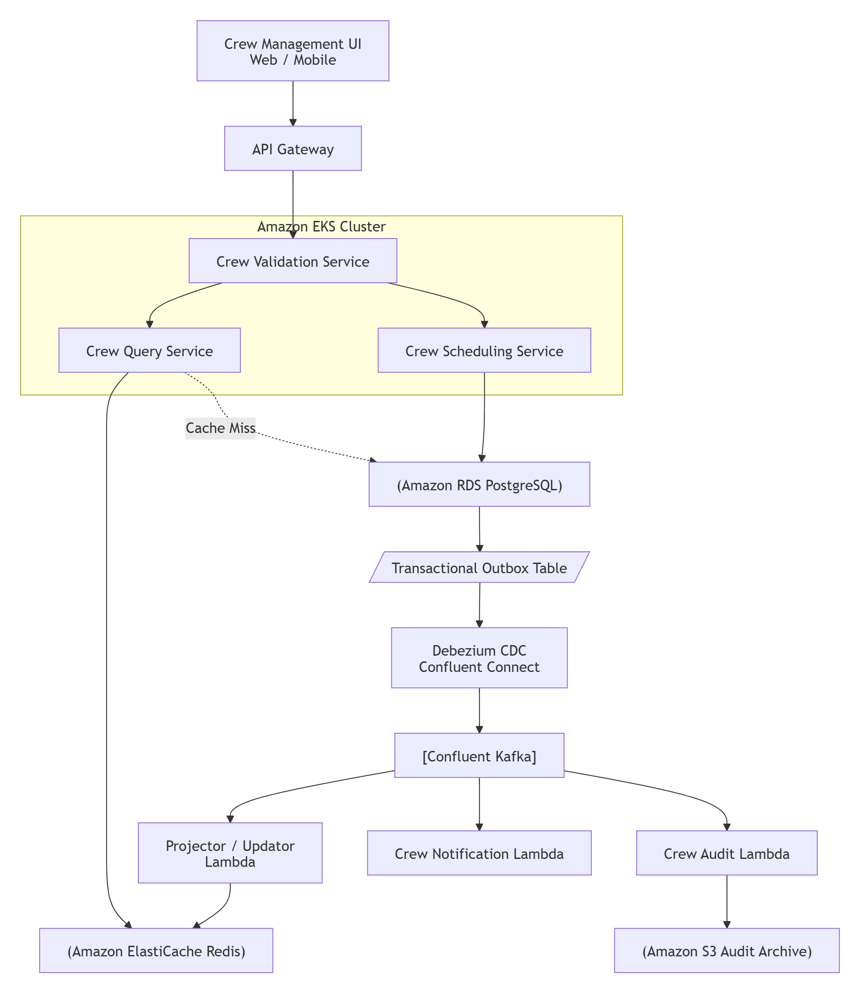 Crew Management UI
Web / Mobile
API Gateway
Amazon EKS Cluster
Crew Validation Service
Crew Query Service
Crew Scheduling Service
Cache Miss
(Amazon RDS PostgreSQL)
Transactional Outbox Table
Debezium CDC
Confluent Connect
[Confluent Kafka]
Projector / Updator
Lambda
Crew Notification Lambda
Crew Audit Lambda
(Amazon ElastiCache Redis)
(Amazon S3 Audit Archive)